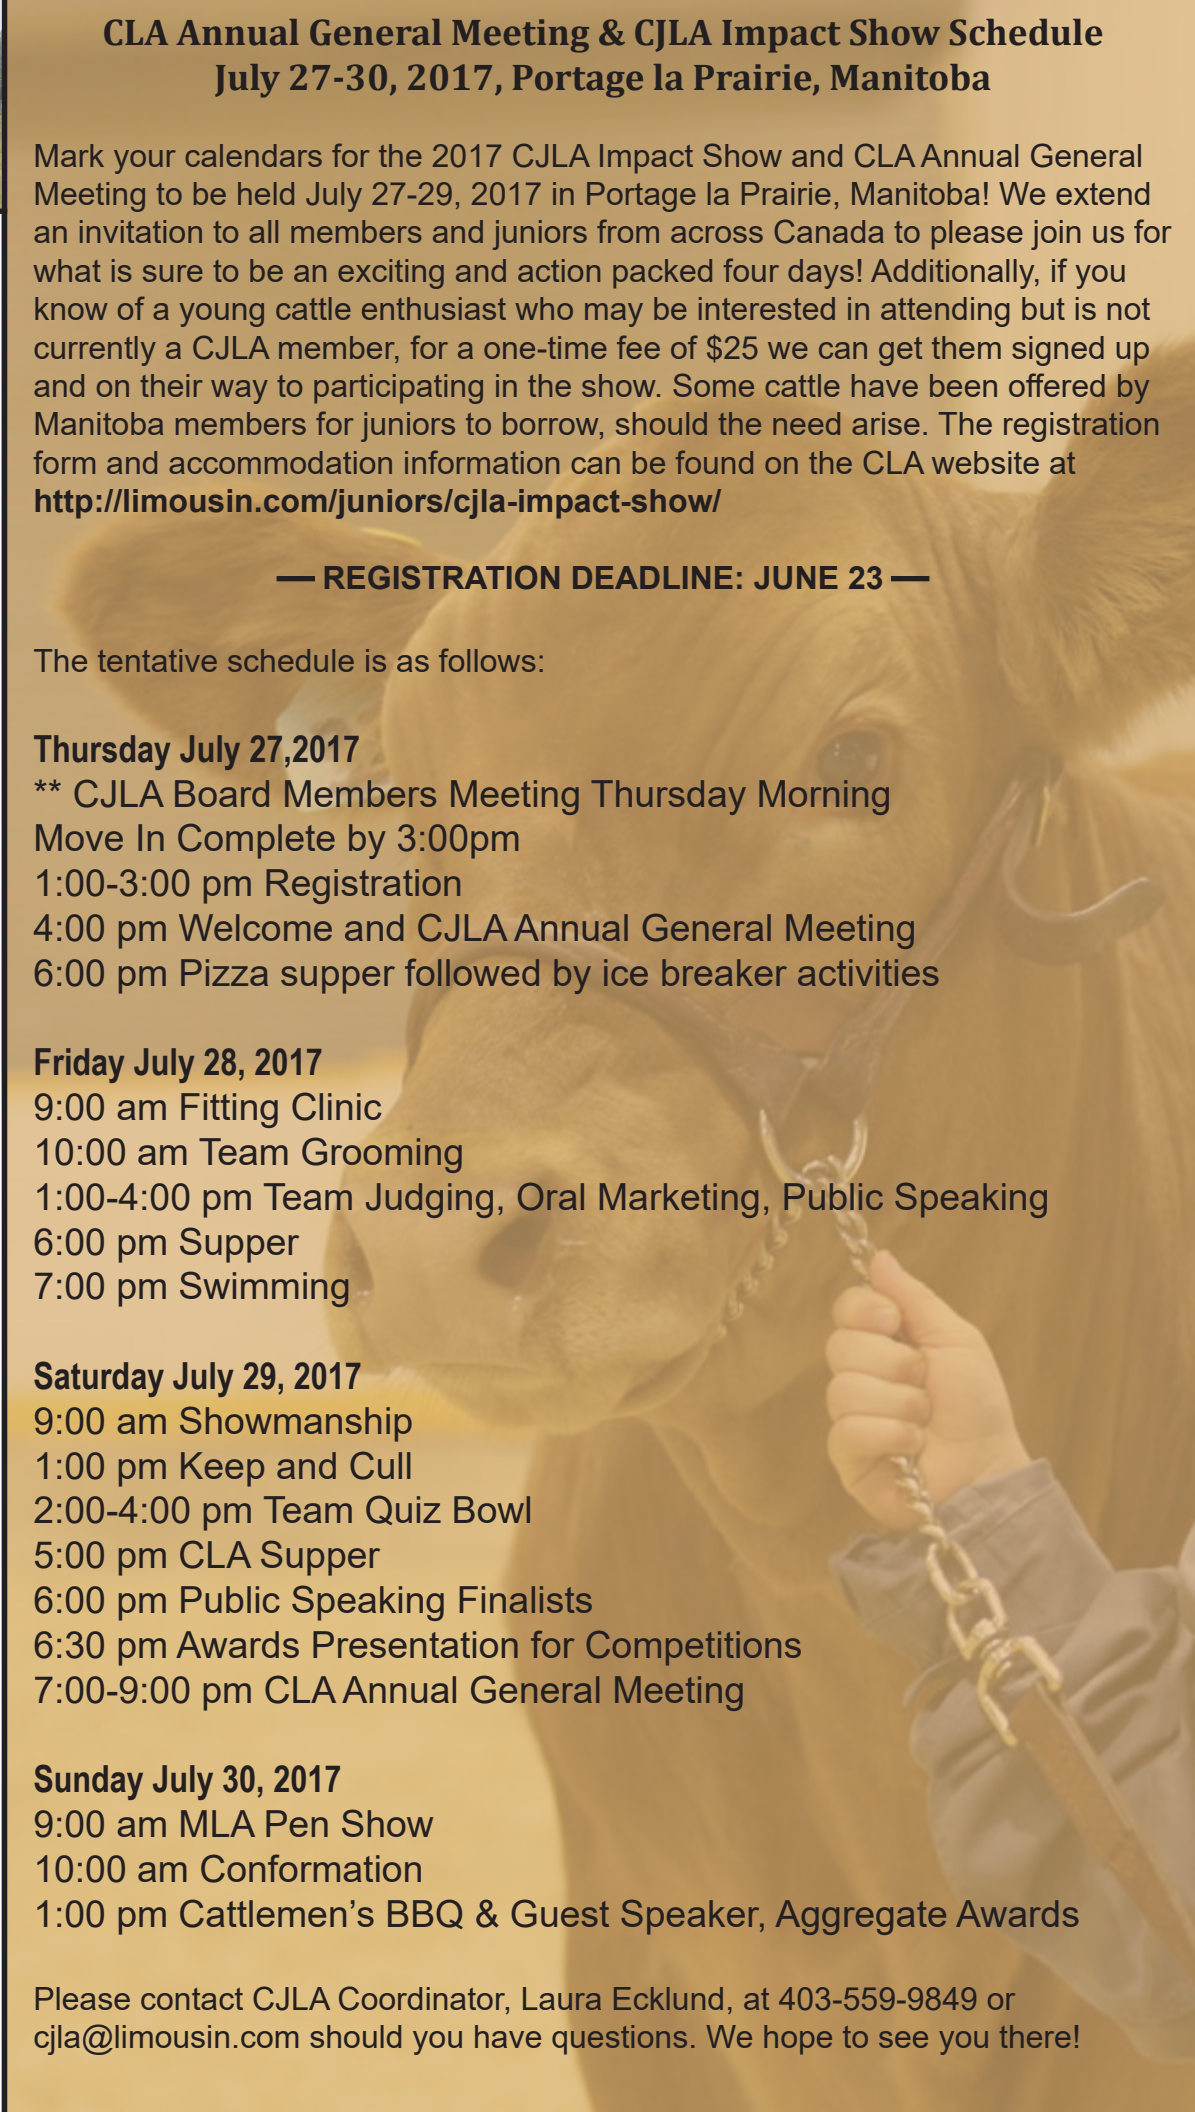 CLA Annual General Meeting & CJLA Impact Show Schedule
July 27-30, 2017, Portage la Prairie, Manitoba
Mark your calendars for the 2017 CJLA Impact Show and CLA Annual General
Meeting to be held July 27-29, 2017 in Portage la Prairie, Manitoba! We extend
an invitation to all members and juniors from across Canada to please join us for
what is sure to be an exciting and action packed four days! Additionally, if you
know of a young cattle enthusiast who may be interested in attending but is not
currently a CJLA member, for a one-time fee of $25 we can get them signed up
and on their way to participating in the show. Some cattle have been offered by
Manitoba members for juniors to borrow, should the need arise. The registration
form and accommodation information can be found on the CLA website at
http://limousin.com/juniors/cjla-impact-show/
— REGISTRATION DEADLINE: JUNE 23 —
The tentative schedule is as follows:
Thursday July 27,2017
** CJLA Board Members Meeting Thursday Morning
Move In Complete by 3:00pm
1:00-3:00 pm Registration
4:00 pm Welcome and CJLA Annual General Meeting
6:00 pm Pizza supper followed by ice breaker activities
Friday July 28, 2017
9:00 am Fitting Clinic
10:00 am Team Grooming
1:00-4:00 pm Team Judging, Oral Marketing, Public Speaking
6:00 pm Supper
7:00 pm Swimming
Saturday July 29, 2017
9:00 am Showmanship
1:00 pm Keep and Cull
2:00-4:00 pm Team Quiz Bowl
5:00 pm CLA Supper
6:00 pm Public Speaking Finalists
6:30 pm Awards Presentation for Competitions
7:00-9:00 pm CLA Annual General Meeting
Sunday July 30, 2017
9:00 am MLA Pen Show
10:00 am Conformation
1:00 pm Cattlemen’s BBQ & Guest Speaker, Aggregate Awards
Please contact CJLA Coordinator, Laura Ecklund, at 403-559-9849 or
cjla@limousin.com should you have questions. We hope to see you there!